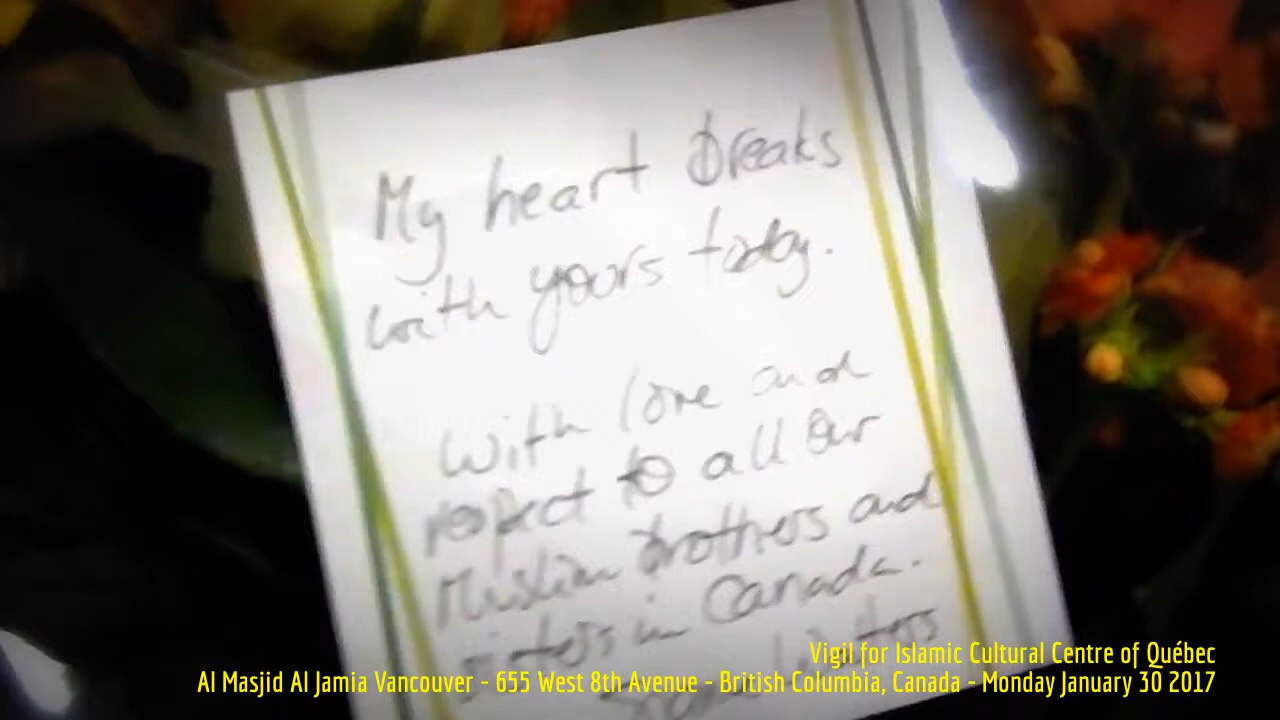 My heart breaks
with yours today.
With love and
respect to all our
Muslim brothers and
sisters in Canada.
Vigil for Islamic Cultural Centre of Québec
Al Masjid Al Jamia Vancouver - 655 West 8th Avenue - British Columbia, Canada - Monday January 30 2017